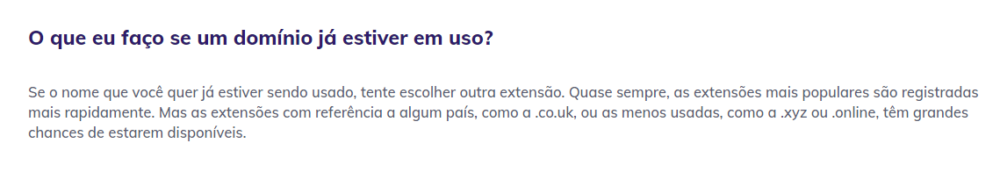 O que eu faço se um domínio já estiver em uso?
Se o nome que você quer já estiver sendo usado, tente escolher outra extensão. Quase sempre, as extensões mais populares são registradas
mais rapidamente. Mas as extensões com referência a algum país, como a .co.uk, ou as menos usadas, como a .xyz ou .online, têm grandes
chances de estarem disponíveis.